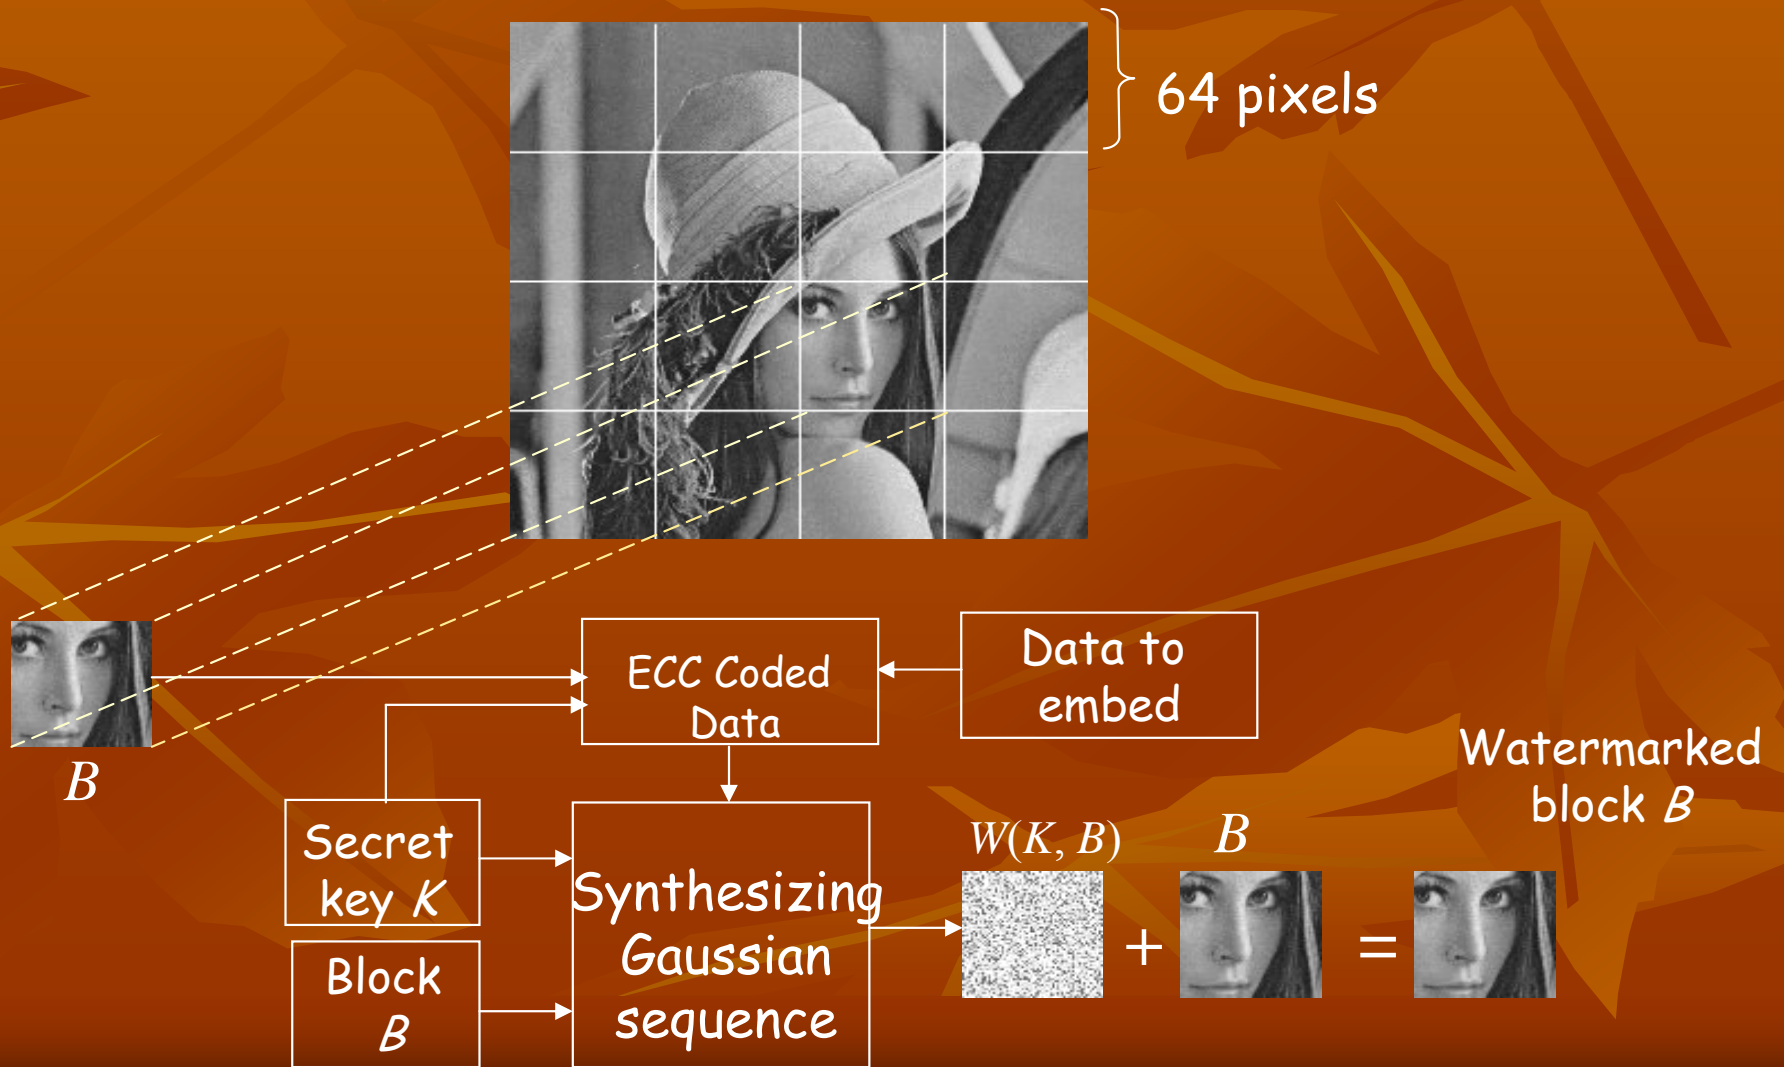 64 pixels
ECC Coded
Data
Data to
embed
B
Watermarked
block B
Secret
key K
Synthesizing
Gaussian
sequence
W(K, B)
B
+
=
Block
B